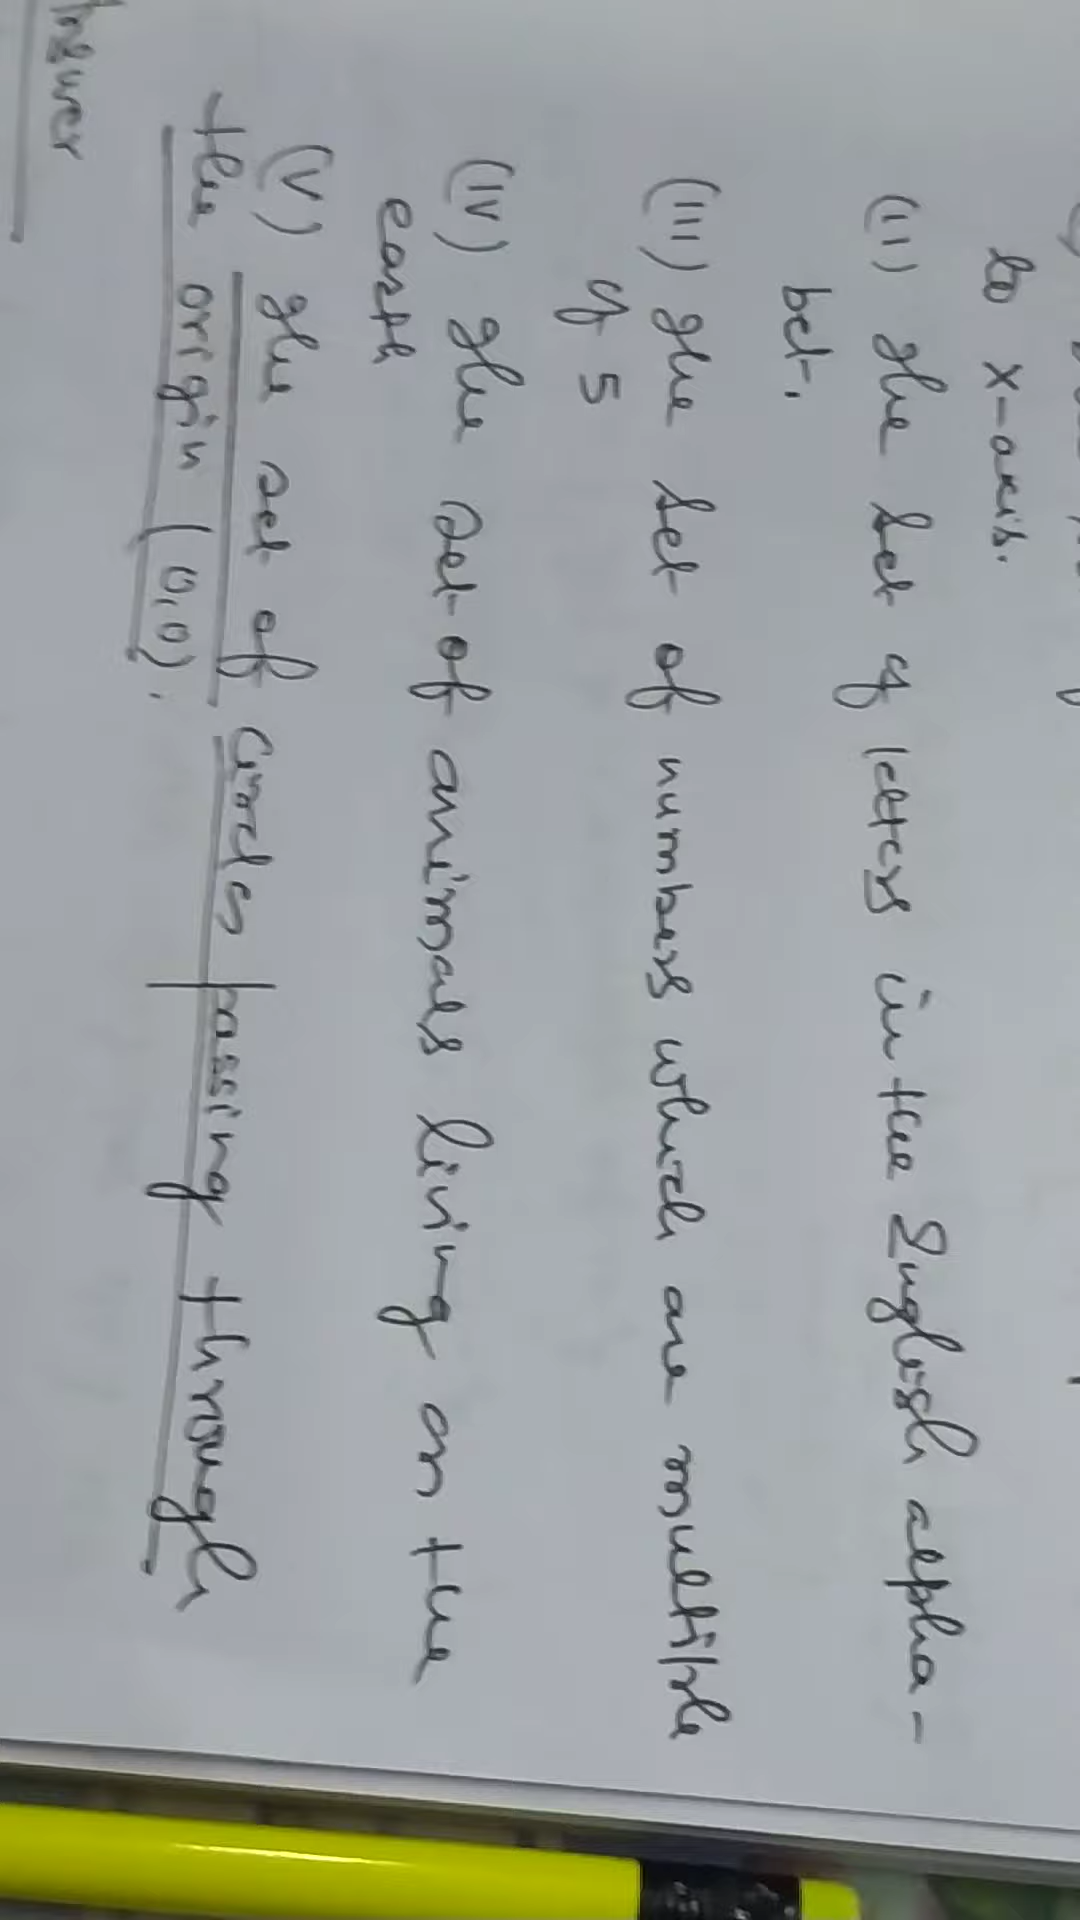 to x-axis.
(ii) The set of letters in the English alpha-
bet.
(iii) The set of numbers which are multiple
of 5
(iv) The set of animals living on the
earth
(v) The set of circles passing through
the origin (0,0).
Answer